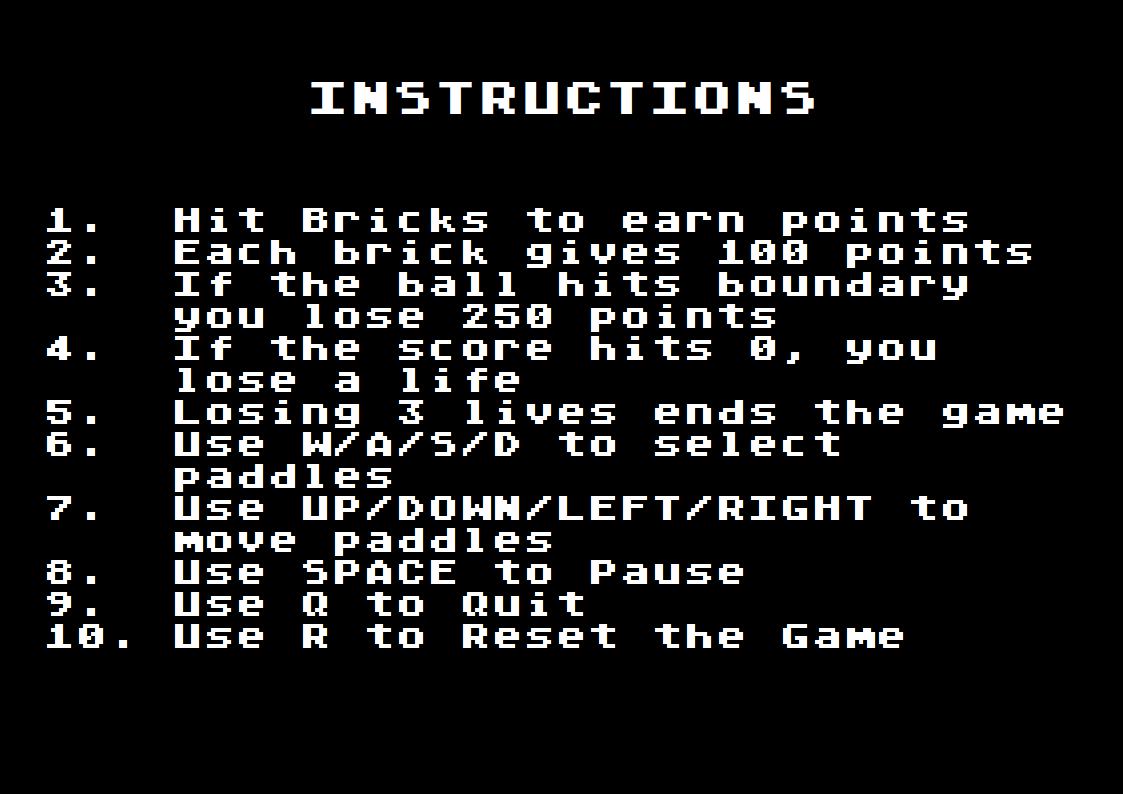 INSTRUCTIONS
1. Hit Bricks to earn points
2. Each brick gives 100 points
3. If the ball hits boundary
you lose 250 points
4. If the score hits 0, you
lose a life
5. Losing 3 lives ends the game
6. Use W/A/S/D to select
paddles
7. Use UP/DOWN/LEFT/RIGHT to
move paddles
8. Use SPACE to Pause
9. Use Q to Quit
10. Use R to Reset the Game